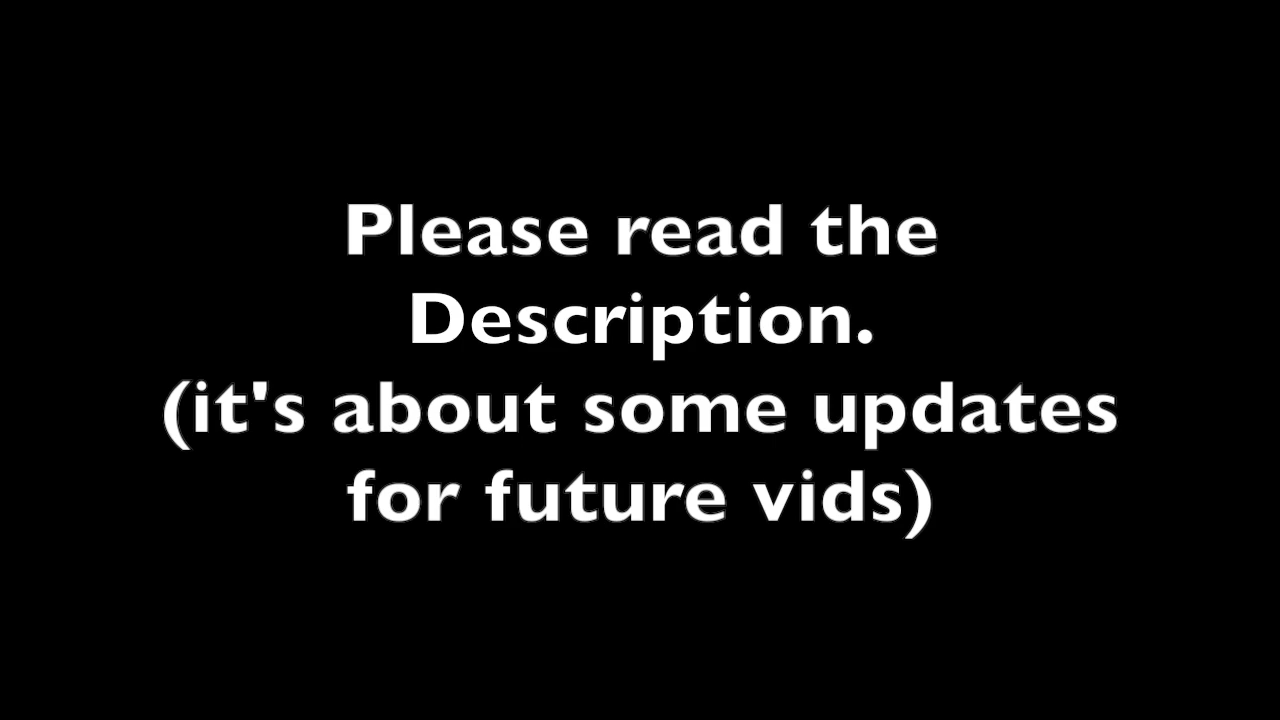 Please read the
Description.
(it's about some updates
for future vids)